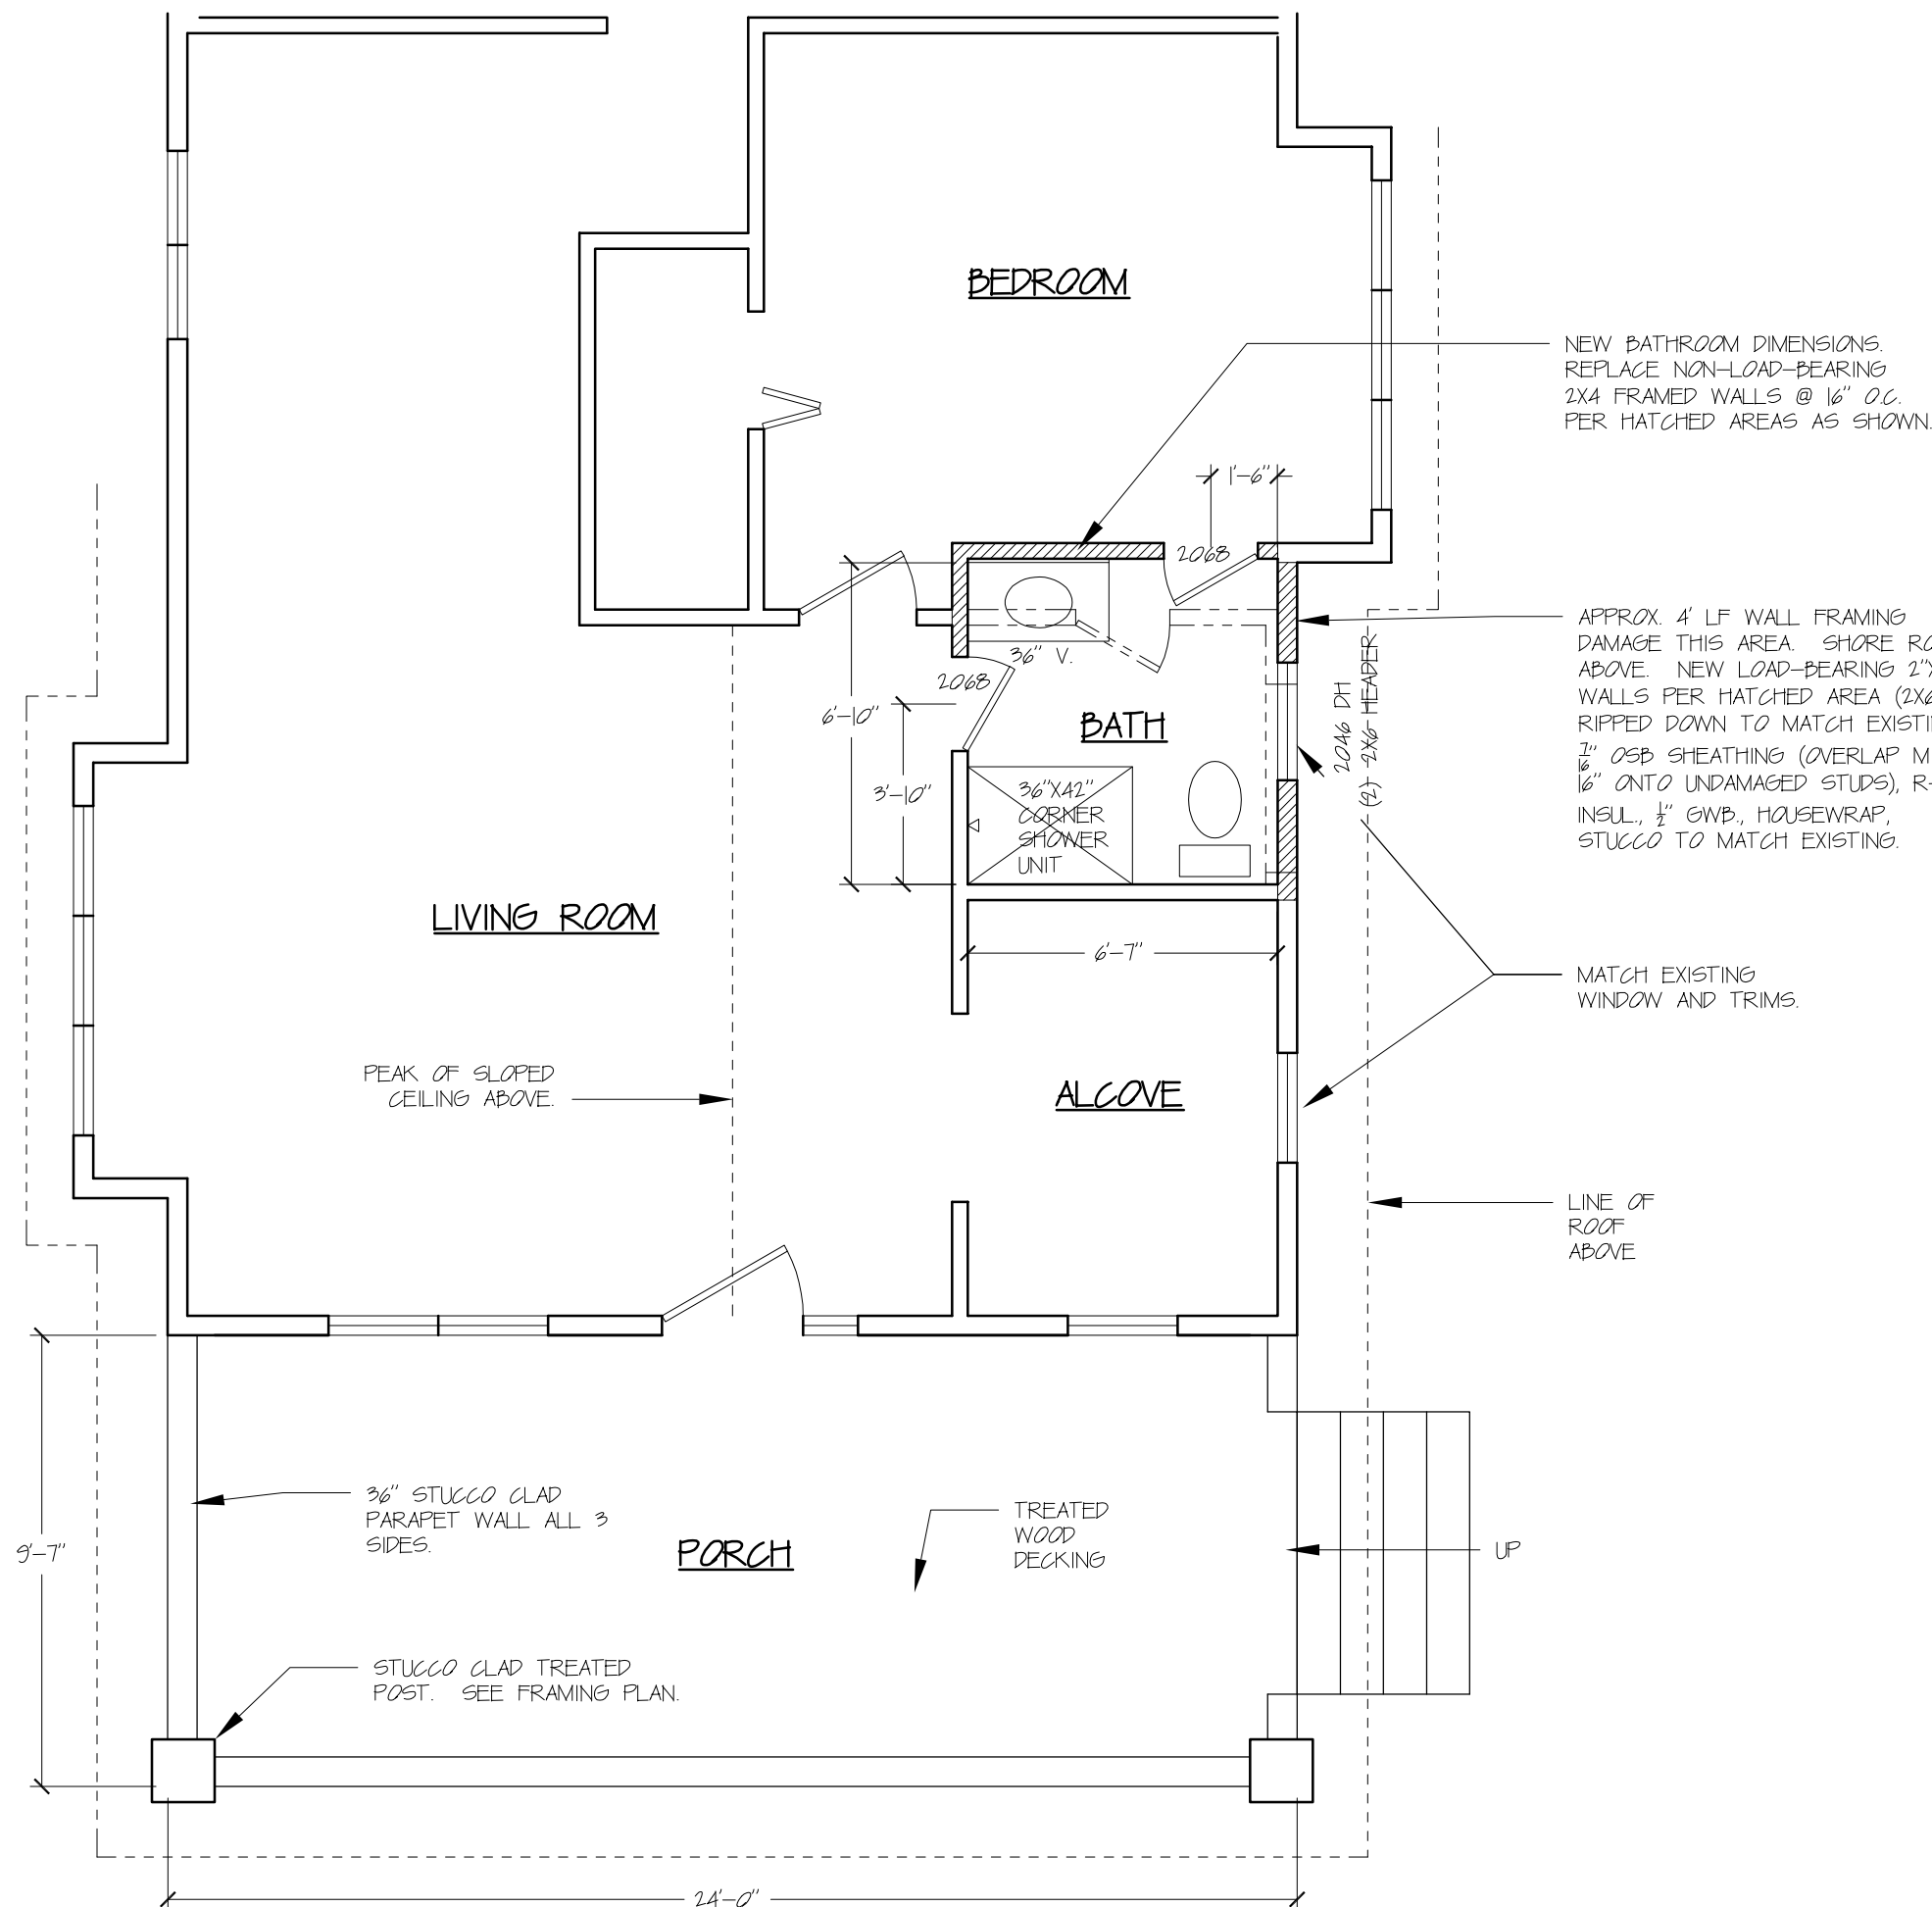 BEDROOM
NEW BATHROOM DIMENSIONS.
REPLACE NON-LOAD-BEARING
2X4 FRAMED WALLS @ 16" O.C.
PER HATCHED AREAS AS SHOWN.
1'-6"
2068
APPROX. 4' LF WALL FRAMING
DAMAGE THIS AREA. SHORE
ABOVE. NEW LOAD-BEARING
WALLS PER HATCHED AREA
RIPPED DOWN TO MATCH
7/16" OSB SHEATHING (OVERLAP
16" ONTO UNDAMAGED STUDS),
INSUL., 1/2" GWB., HOUSEWRAP,
STUCCO TO MATCH EXISTING.
36" V.
2068
6'-10"
BATH
2046 DH
(2) 2X6 HEADER
3'-10"
36"X42"
CORNER
SHOWER
UNIT
LIVING ROOM
6'-7"
MATCH EXISTING
WINDOW AND TRIMS.
PEAK OF SLOPED
CEILING ABOVE.
ALCOVE
LINE OF
ROOF
ABOVE
36" STUCCO CLAD
PARAPET WALL ALL 3
SIDES.
TREATED
WOOD
DECKING
9'-7"
PORCH
UP
STUCCO CLAD TREATED
POST. SEE FRAMING PLAN.
24'-0"